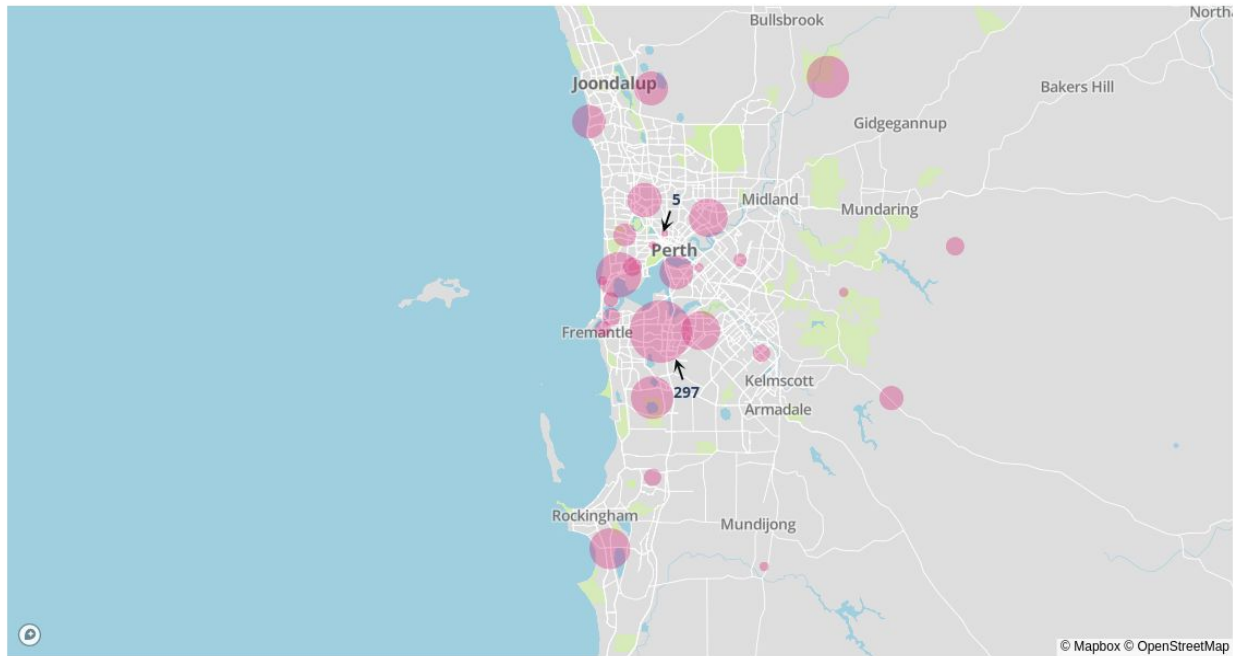 Bullsbrook
Northa
Joondalup
Bakers Hill
Gidgegannup
5
Midland
Mundaring
Perth
Fremantle
297
Kelmscott
Armadale
Rockingham
Mundijong
© Mapbox © OpenStreetMap